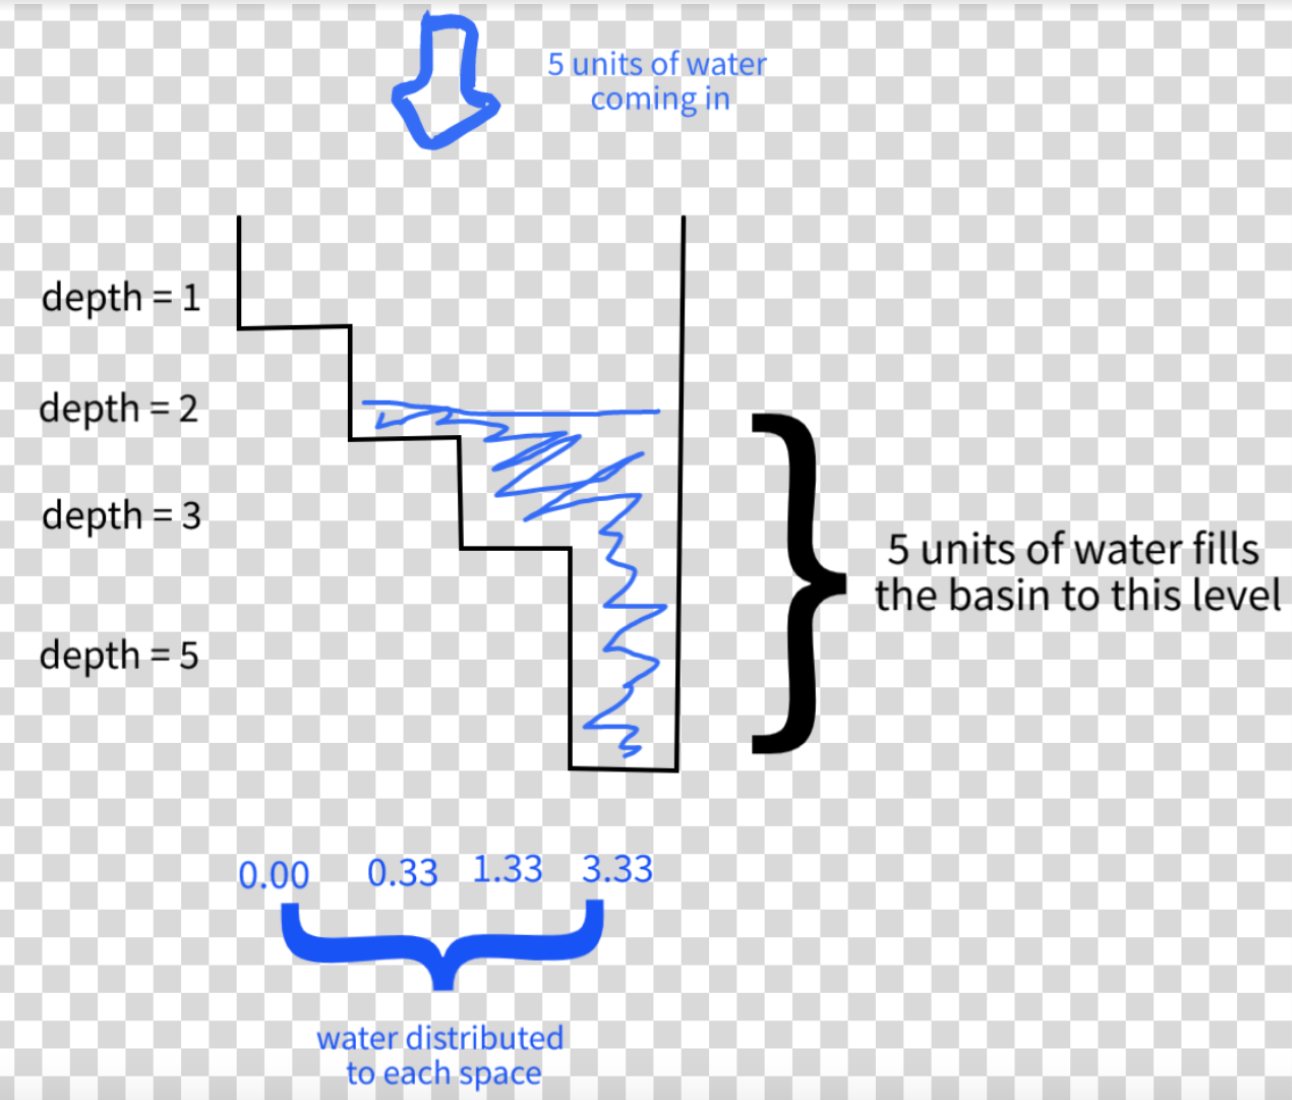 5 units of water
coming in
depth = 1
depth = 2
depth = 3
depth = 5
5 units of water fills
the basin to this level
0.00 0.33 1.33 3.33
water distributed
to each space